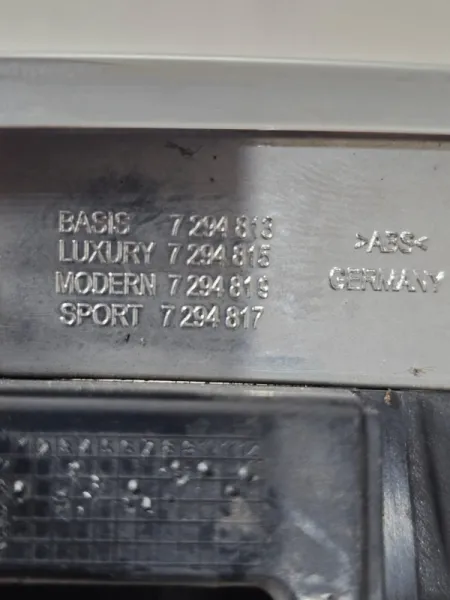 BASIS 7 294 813
LUXURY 7 294 815
MODERN 7 294 819
SPORT 7 294 817
>ABS<
GERMANY